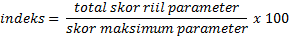 indeks = total skor riil parameter / skor maksimum parameter x 100